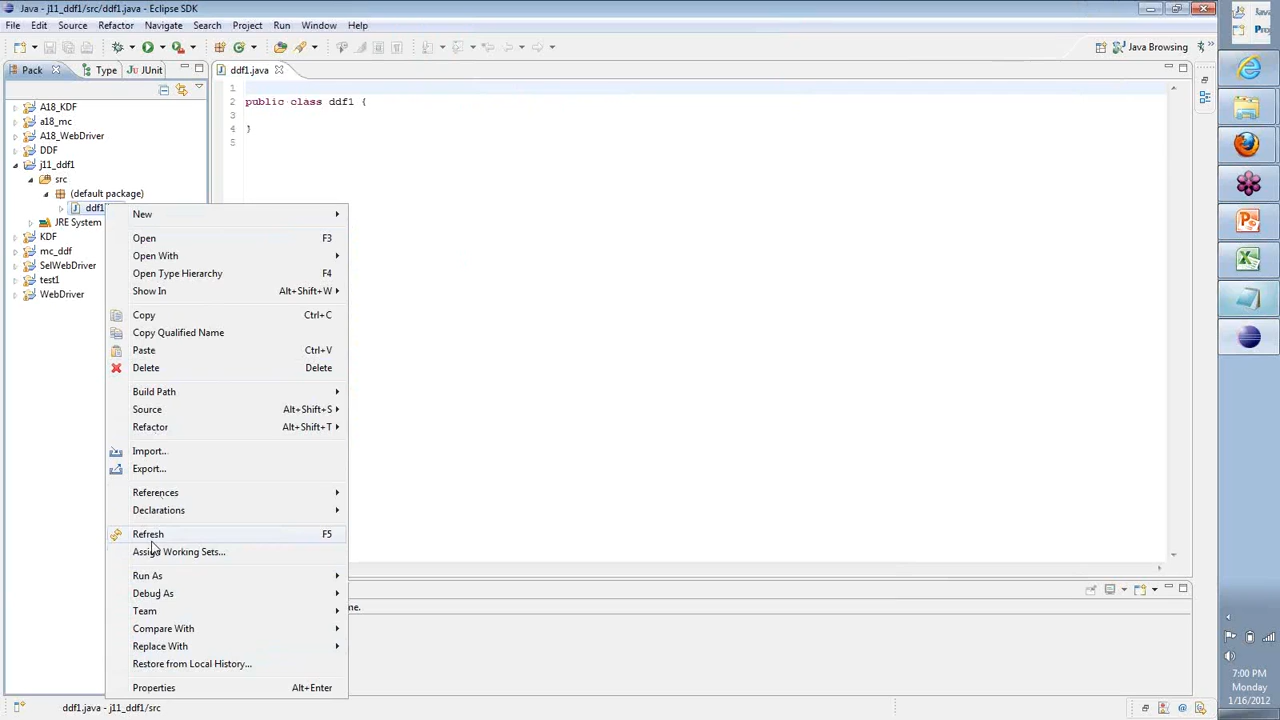 Java - j11_ddf1/src/ddf1.java - Eclipse SDK
File Edit Source Refactor Navigate Search Project Run Window Help
Java Browsing
Pack Type JUnit
ddf1.java
A18_KDF
a18_mc
A18_WebDriver
DDF
j11_ddf1
src
(default package)
ddf1
JRE System
KDF
mc_ddf
SelWebDriver
test1
WebDriver
1
2 public class ddf1 {
3
4 }
5
New
Open F3
Open With
Open Type Hierarchy F4
Show In Alt+Shift+W
Copy Ctrl+C
Copy Qualified Name
Paste Ctrl+V
Delete Delete
Build Path
Source Alt+Shift+S
Refactor Alt+Shift+T
Import...
Export...
References
Declarations
Refresh F5
Assign Working Sets...
Run As
Debug As
Team
Compare With
Replace With
Restore from Local History...
Properties Alt+Enter
me.
ddf1.java - j11_ddf1/src
7:00 PM
Monday
1/16/2012